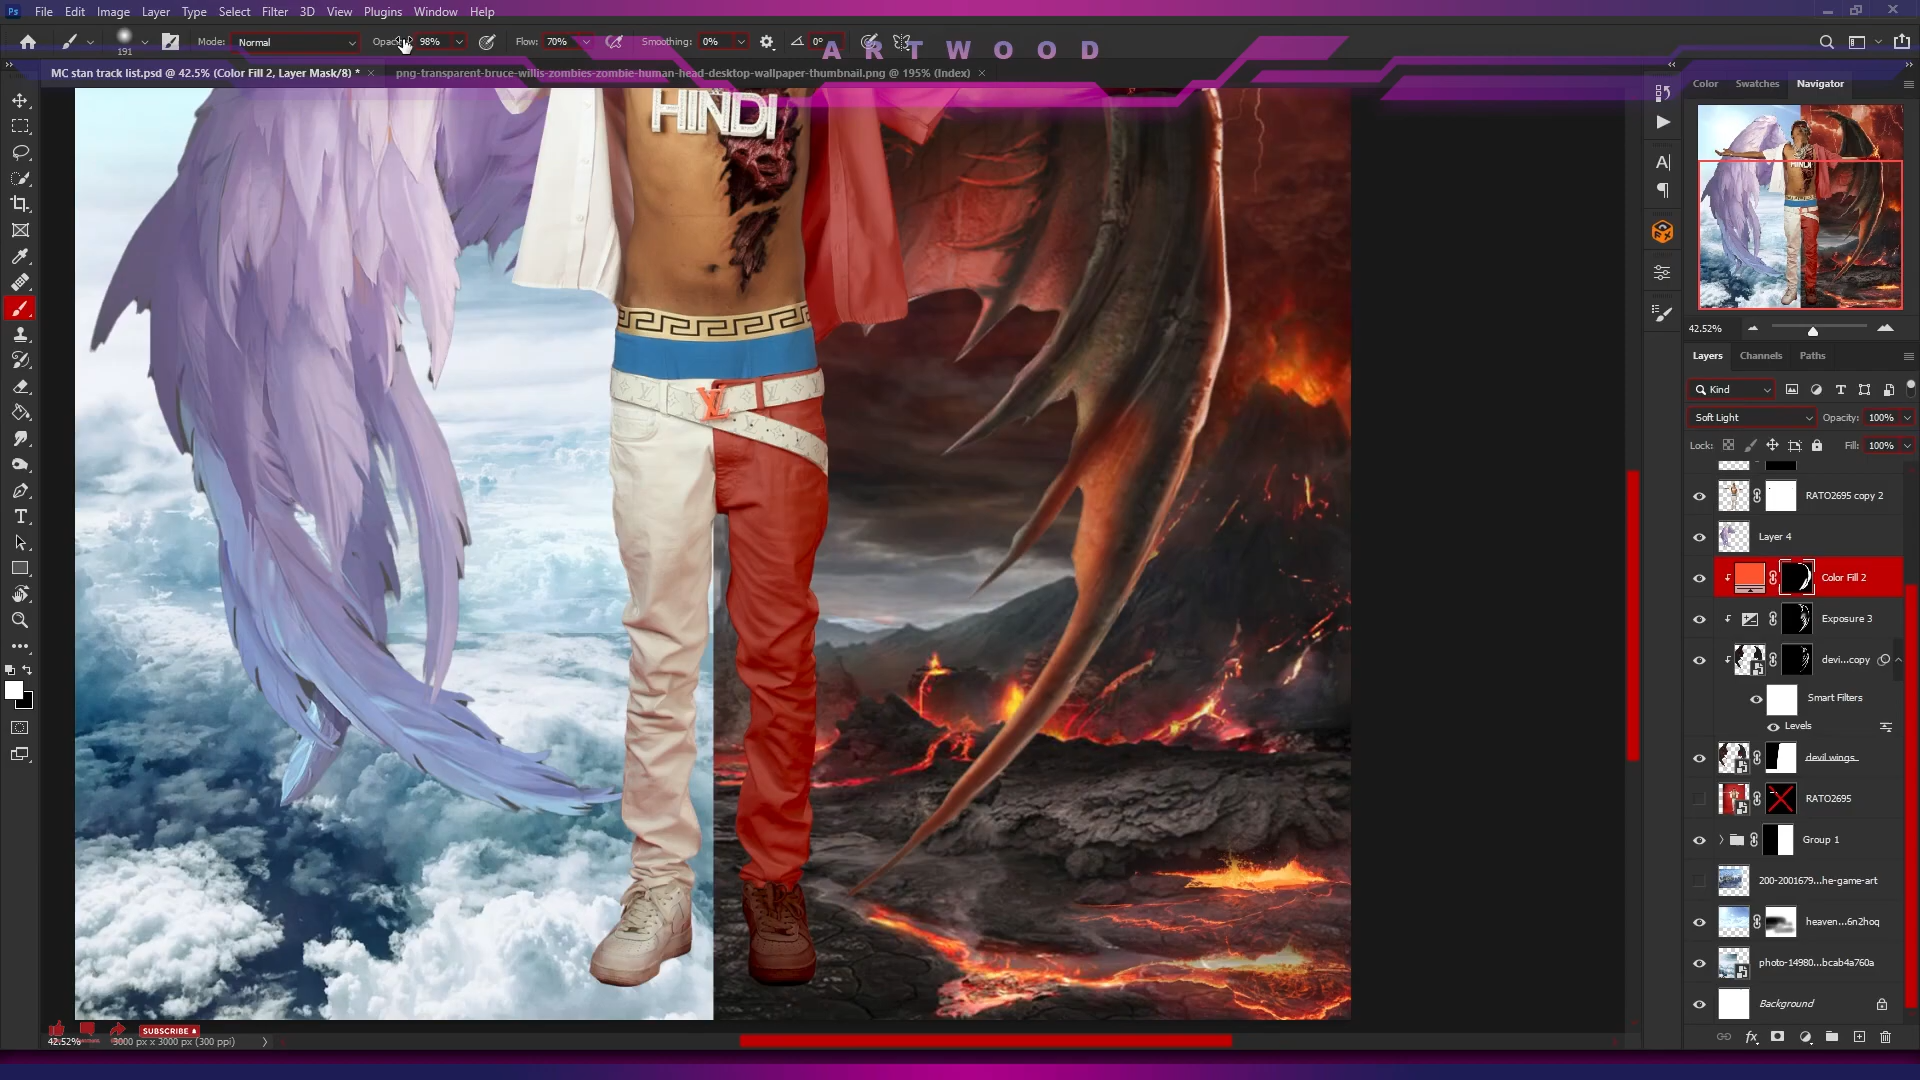 File Edit Image Layer Type Select Filter 3D View Plugins Window Help
191 Mode: Normal Opacity: 98% Flow: 70% Smoothing: 0% 0°
ARTWOOD
MC stan track list.psd @ 42.5% (Color Fill 2, Layer Mask/8) * × png-transparent-bruce-willis-zombies-zombie-human-head-desktop-wallpaper-thumbnail.png @ 195% (Index) ×
Color Swatches Navigator
HINDI
42.52%
Layers Channels Paths
Kind
Soft Light Opacity: 100%
Lock: Fill: 100%
RATO2695 copy 2
Layer 4
Color Fill 2
Exposure 3
devi...copy
Smart Filters
Levels
devil wings
RATO2695
Group 1
200-2001679...he-game-art
heaven...6n2hoq
photo-14980...bcab4a760a
Background
SUBSCRIBE
42.52% 3000 px x 3000 px (300 ppi)